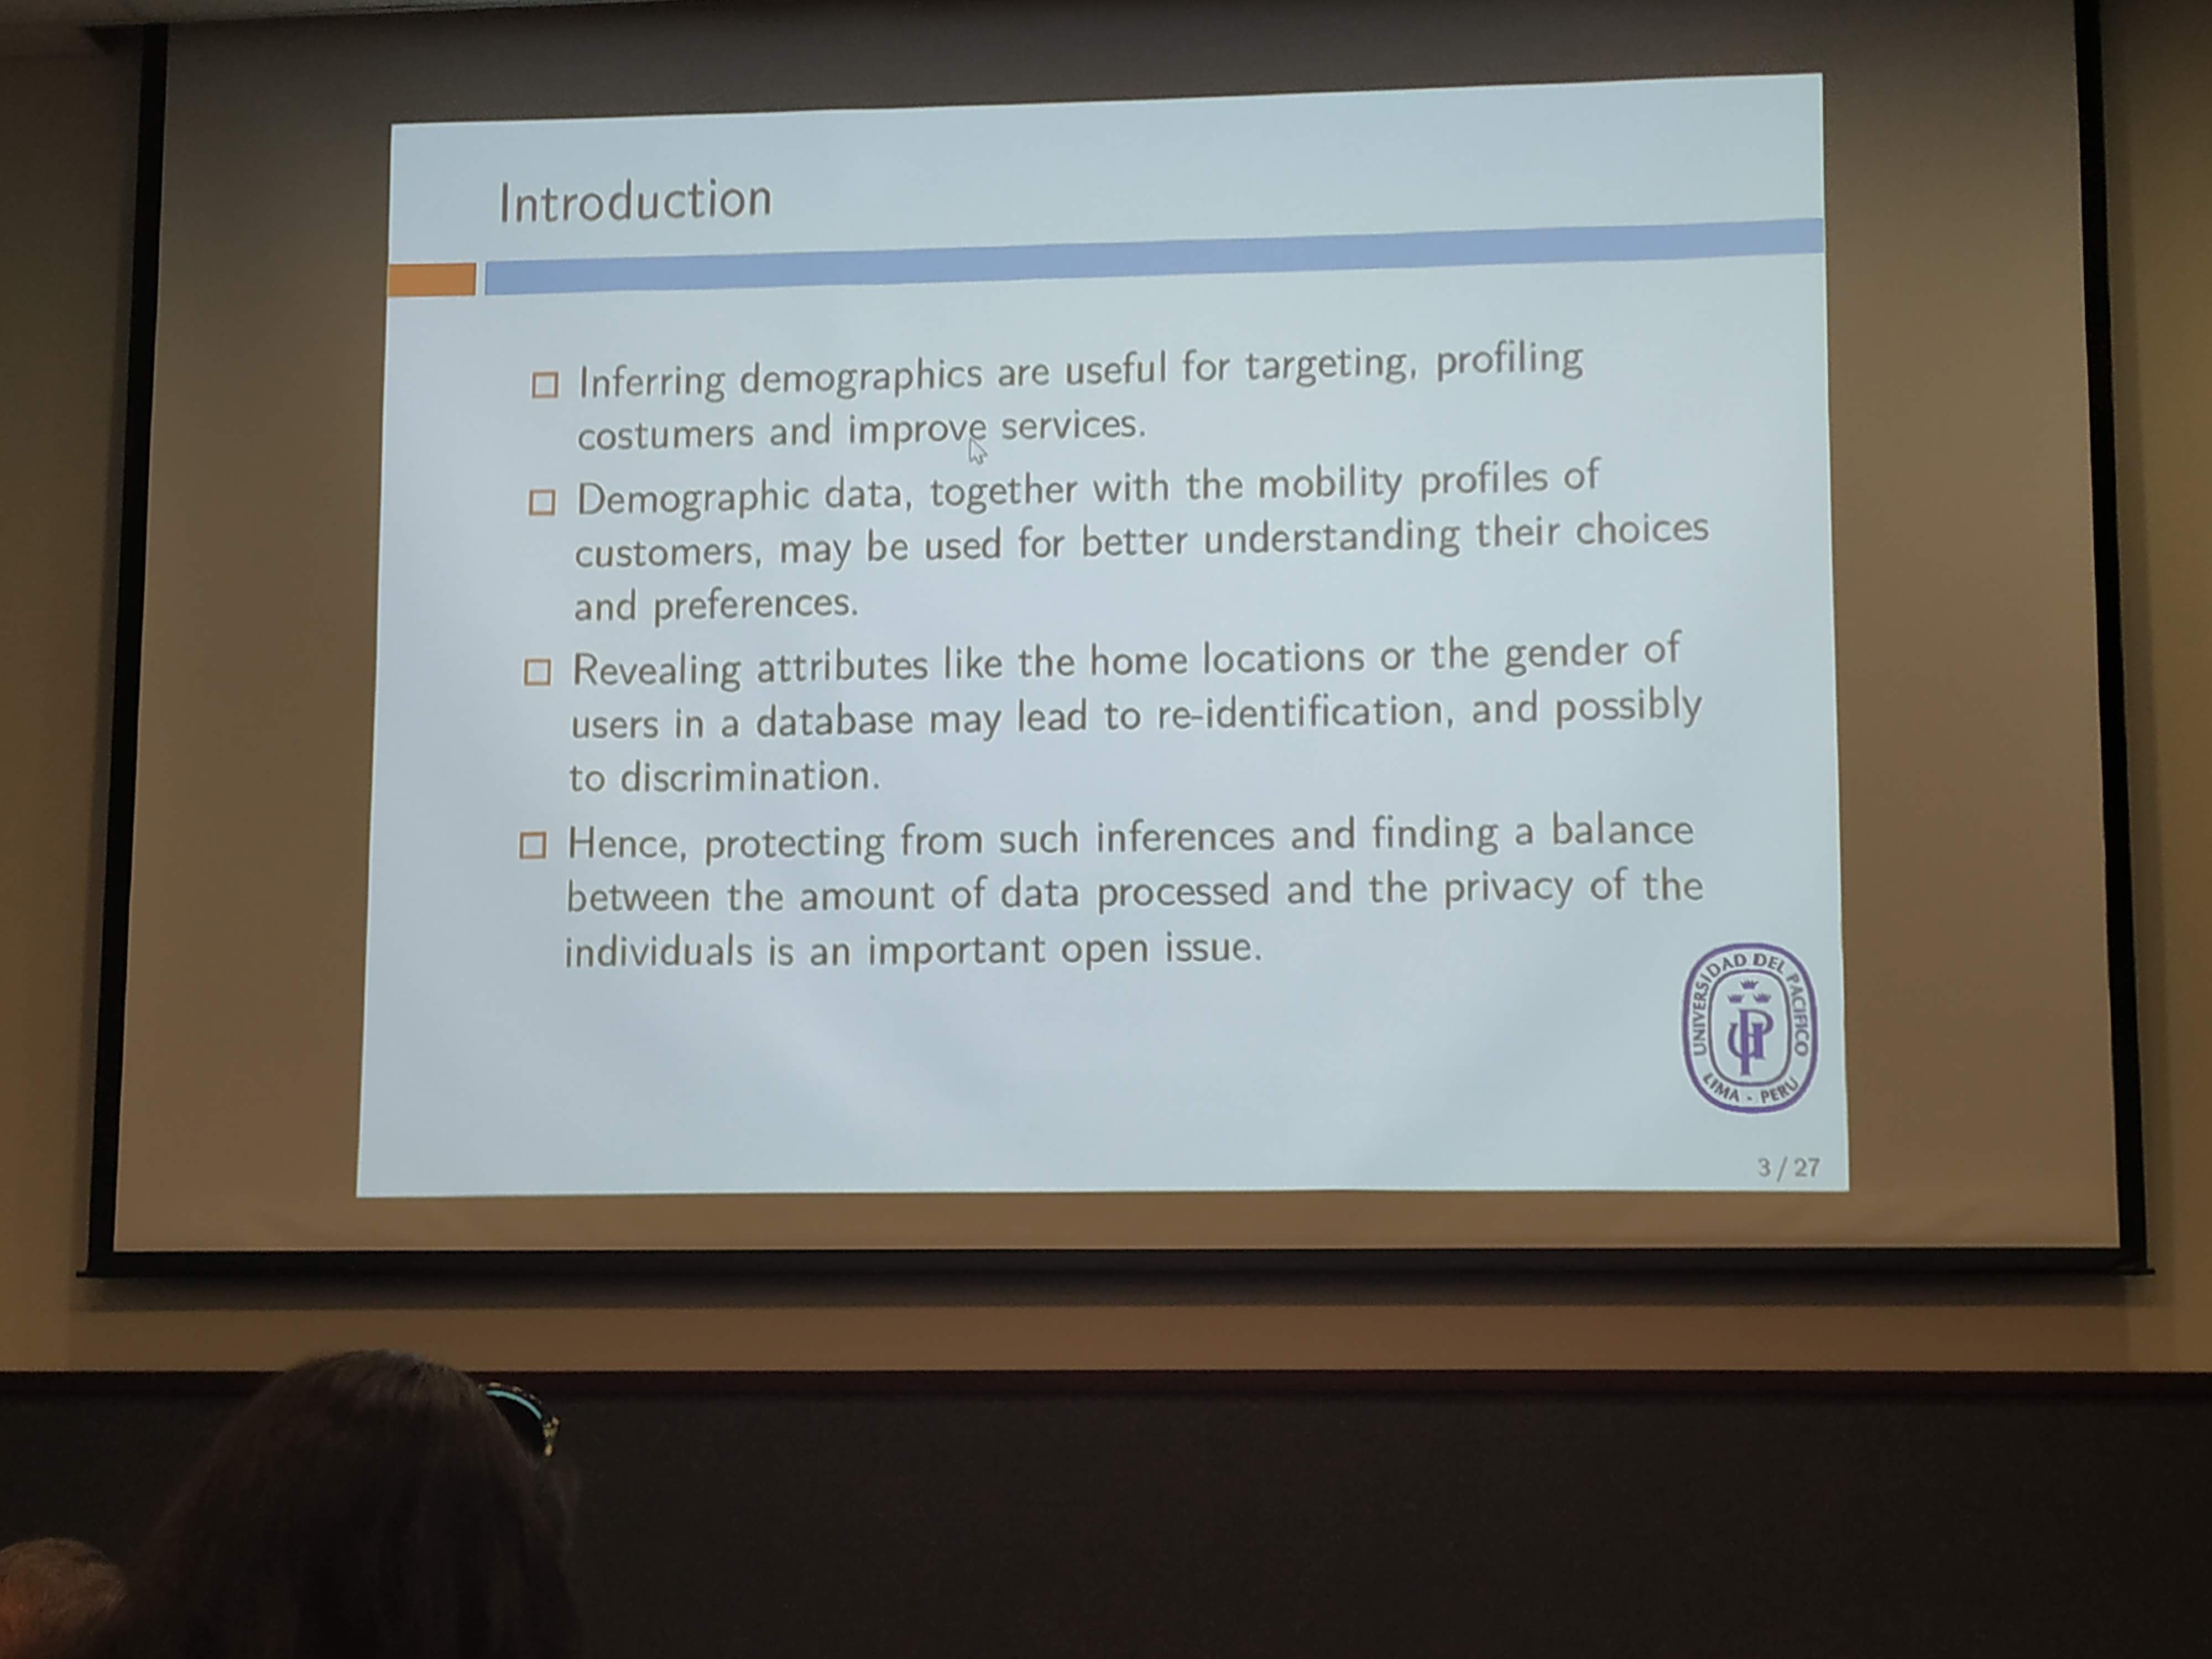 Introduction
Inferring demographics are useful for targeting, profiling
costumers and improve services.
Demographic data, together with the mobility profiles of
customers, may be used for better understanding their choices
and preferences.
Revealing attributes like the home locations or the gender of
users in a database may lead to re-identification, and possibly
to discrimination.
Hence, protecting from such inferences and finding a balance
between the amount of data processed and the privacy of the
individuals is an important open issue.
UNIVERSIDAD DEL PACIFICO
LIMA - PERU
3 / 27